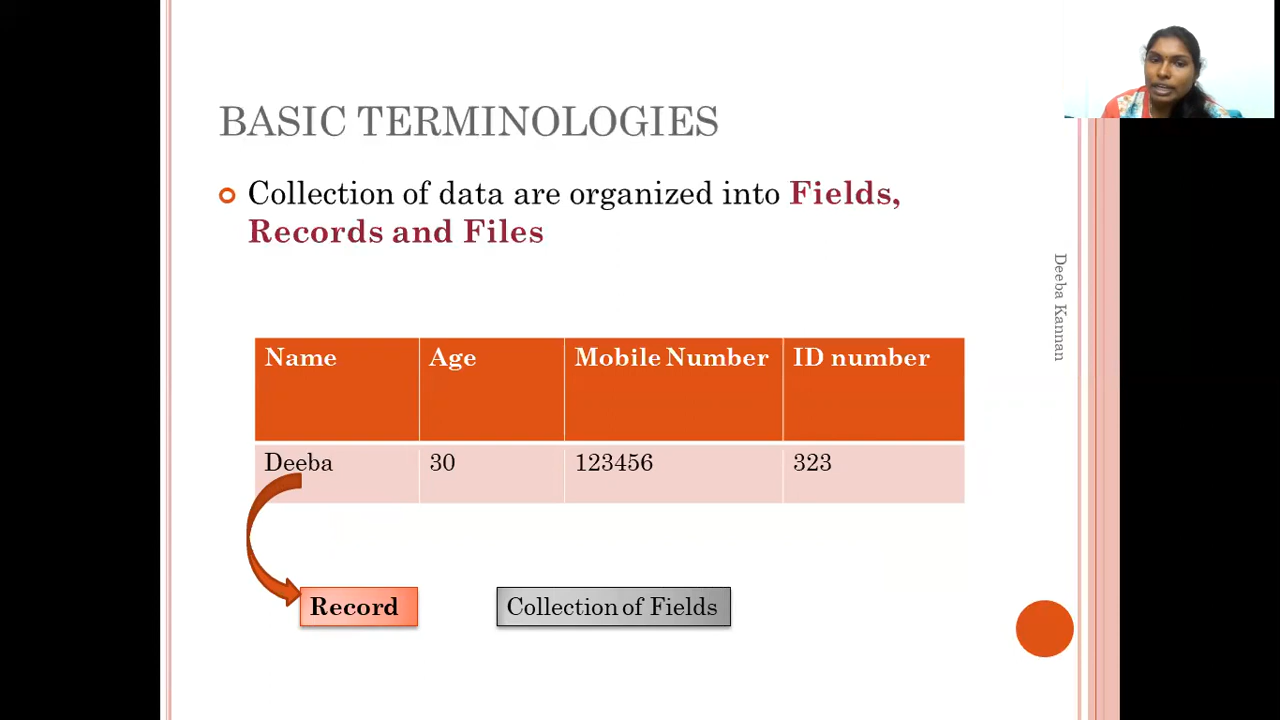 BASIC TERMINOLOGIES
Collection of data are organized into Fields,
Records and Files
Deeba Kannan
Name Age Mobile Number ID number
Deeba 30 123456 323
Record Collection of Fields